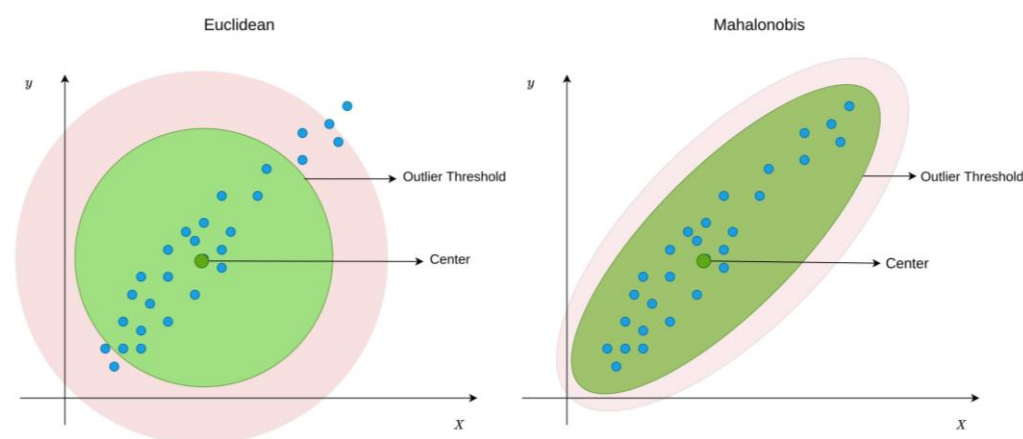 Euclidean
y
Outlier Threshold
Center
X
Mahalonobis
y
Outlier Threshold
Center
X